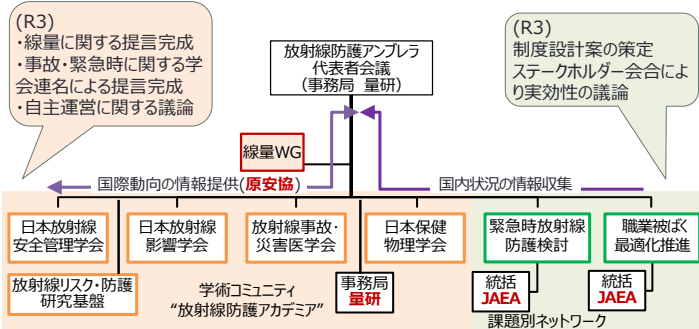 (R3)
・線量に関する提言完成
・事故・緊急時に関する学
会連名による提言完成
・自主運営に関する議論
放射線防護アンブレラ
代表者会議
(事務局 量研)
(R3)
制度設計案の策定
ステークホルダー会合によ
り実効性の議論
線量WG
国際動向の情報提供(原安協)
国内状況の情報収集
日本放射線
安全管理学会
日本放射線
影響学会
放射線事故・
災害医学会
日本保健
物理学会
緊急時放射線
防護検討
職業被ばく
最適化推進
放射線リスク・防護
研究基盤
学術コミュニティ
“放射線防護アカデミア”
事務局
量研
統括
JAEA
統括
JAEA
課題別ネットワーク